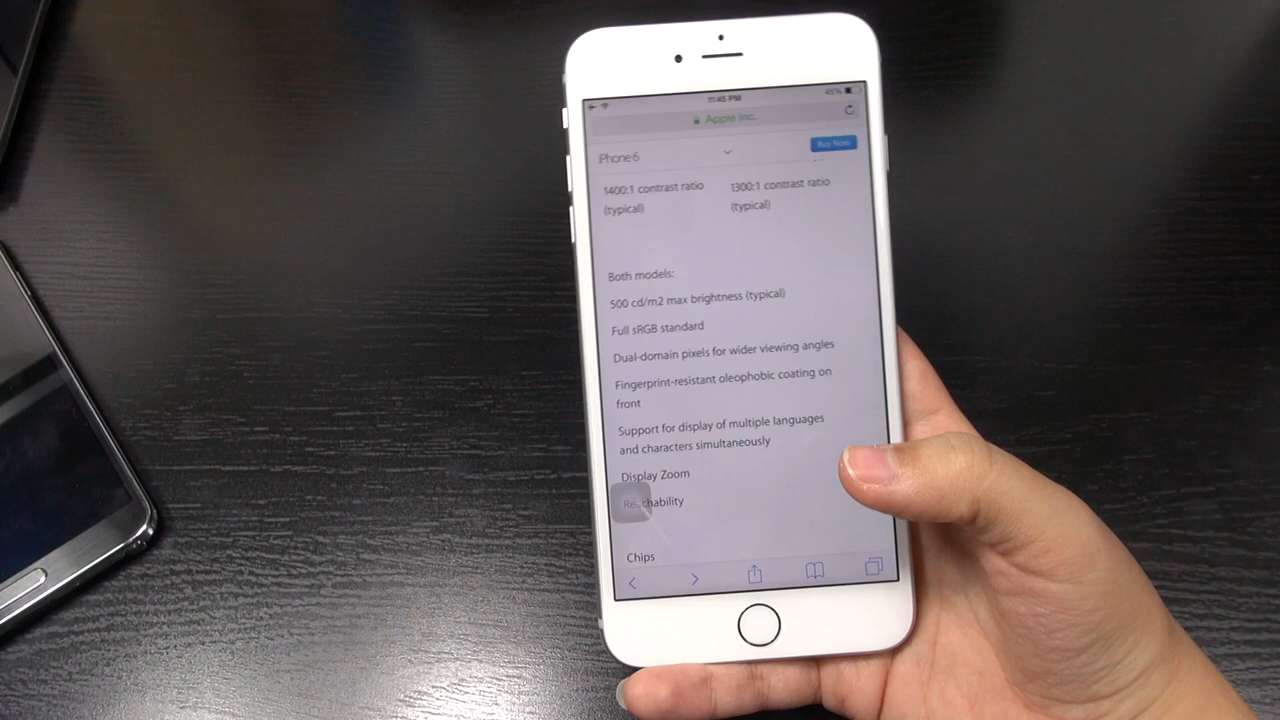 11:45 PM
45%
Apple Inc.
iPhone 6
Buy Now
1400:1 contrast ratio
(typical)
1300:1 contrast ratio
(typical)
Both models:
500 cd/m2 max brightness (typical)
Full sRGB standard
Dual-domain pixels for wider viewing angles
Fingerprint-resistant oleophobic coating on
front
Support for display of multiple languages
and characters simultaneously
Display Zoom
Reachability
Chips